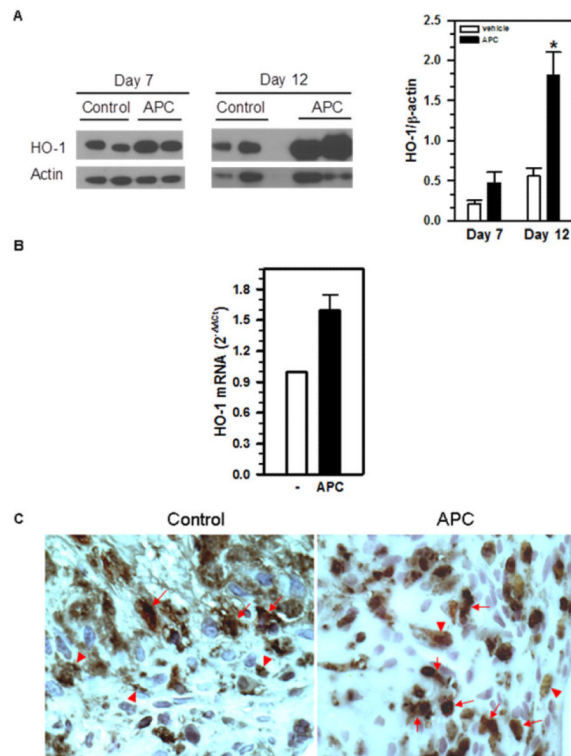 A
Day 7 Day 12
Control APC Control APC
HO-1
Actin
vehicle
APC
HO-1/β-actin
2.5
2.0
1.5
1.0
0.5
0.0
*
Day 7 Day 12
B
HO-1 mRNA (2^-ΔΔCt)
1.8
1.5
1.2
0.9
0.6
0.3
0.0
- APC
C
Control APC